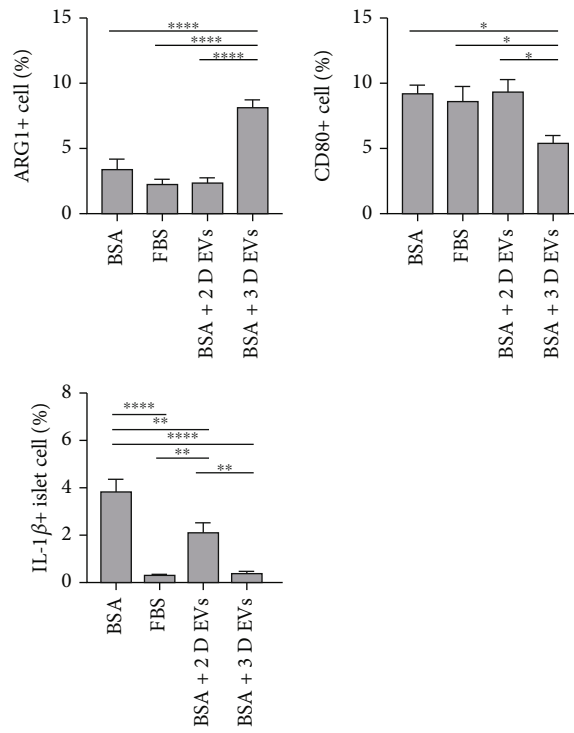 ARG1+ cell (%)
15
10
5
0
****
****
****
BSA
FBS
BSA + 2 D EVs
BSA + 3 D EVs
CD80+ cell (%)
15
10
5
0
*
*
*
BSA
FBS
BSA + 2 D EVs
BSA + 3 D EVs
IL-1β+ islet cell (%)
8
6
4
2
0
****
**
****
**
**
BSA
FBS
BSA + 2 D EVs
BSA + 3 D EVs